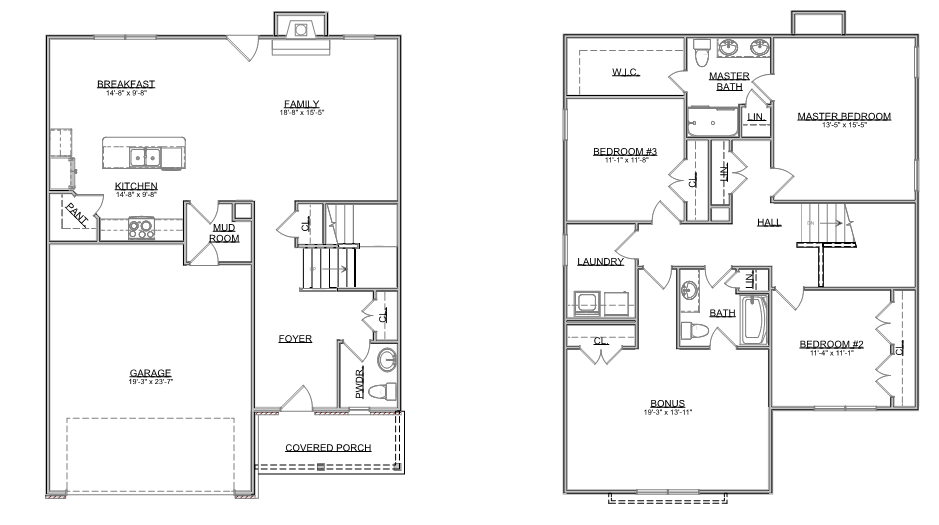 BREAKFAST
14'-8" x 9'-8"
FAMILY
18'-8" x 15'-5"
KITCHEN
14'-8" x 9'-8"
PANT.
MUD
ROOM
CL.
CL.
FOYER
PWDR.
GARAGE
19'-3" x 23'-7"
COVERED PORCH
W.I.C.
MASTER
BATH
LIN.
MASTER BEDROOM
13'-5" x 15'-5"
BEDROOM #3
11'-1" x 11'-8"
CL.
LIN.
HALL
LAUNDRY
LIN.
BATH
CL.
BEDROOM #2
11'-4" x 11'-1"
CL.
BONUS
19'-3" x 13'-11"